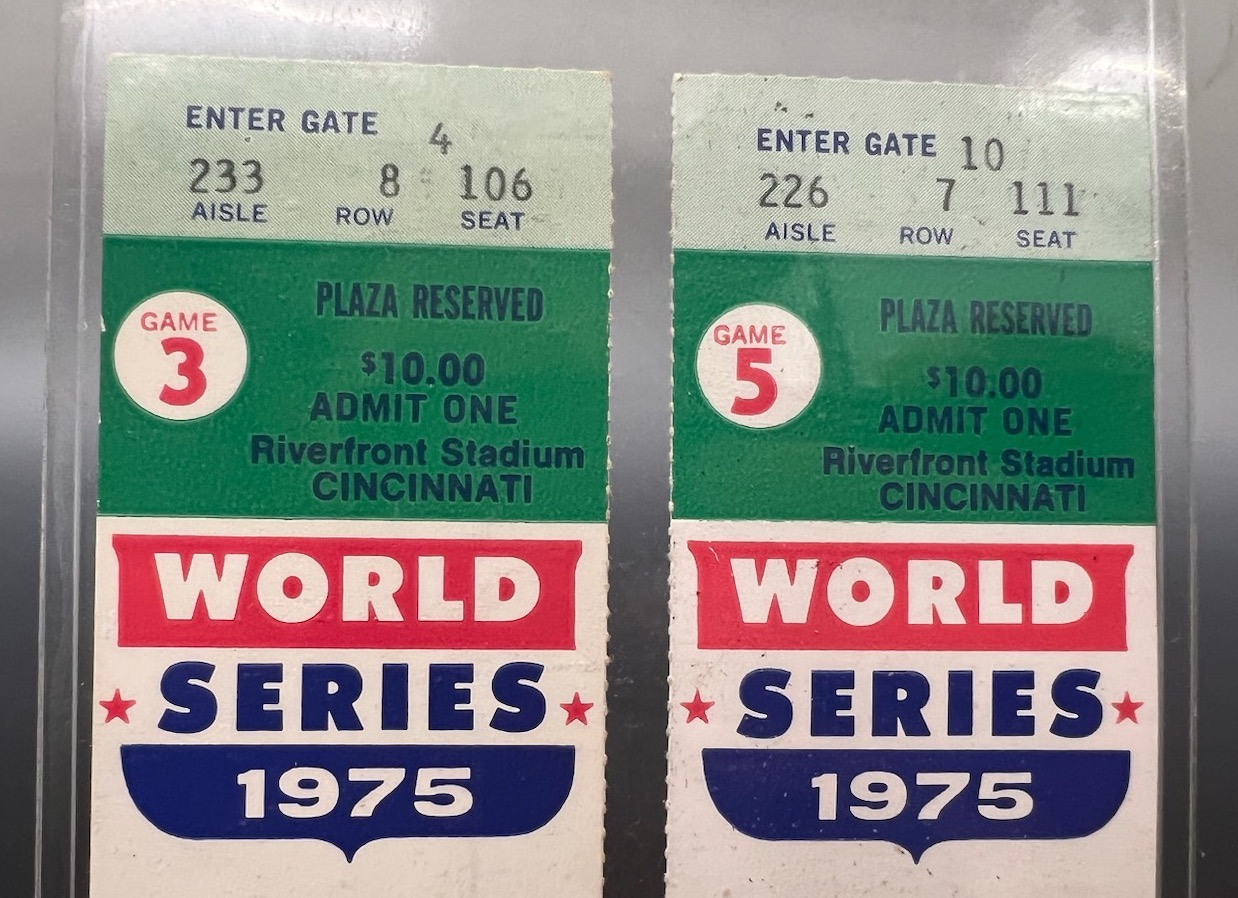 ENTER GATE 4
233 8 106
AISLE ROW SEAT
GAME
3
PLAZA RESERVED
$10.00
ADMIT ONE
Riverfront Stadium
CINCINNATI
WORLD
SERIES
1975
ENTER GATE 10
226 7 111
AISLE ROW SEAT
GAME
5
PLAZA RESERVED
$10.00
ADMIT ONE
Riverfront Stadium
CINCINNATI
WORLD
SERIES
1975